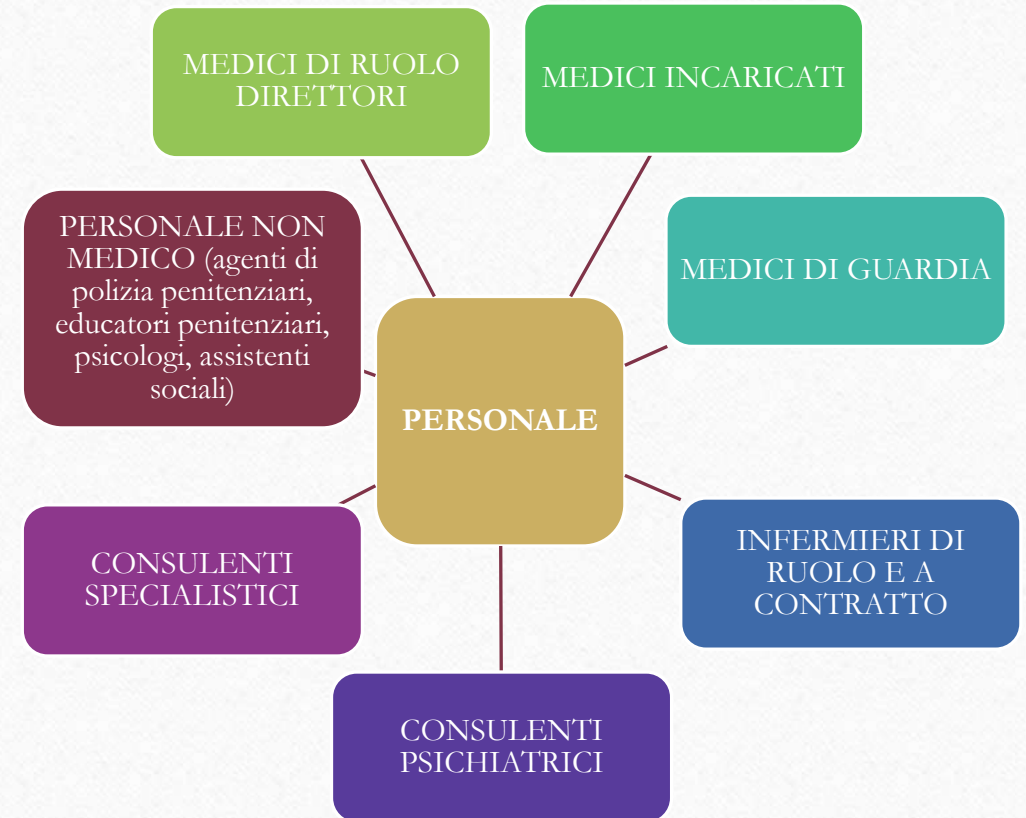 MEDICI DI RUOLO
DIRETTORI
MEDICI INCARICATI
PERSONALE NON
MEDICO (agenti di
polizia penitenziari,
educatori penitenziari,
psicologi, assistenti
sociali)
MEDICI DI GUARDIA
PERSONALE
CONSULENTI
SPECIALISTICI
INFERMIERI DI
RUOLO E A
CONTRATTO
CONSULENTI
PSICHIATRICI